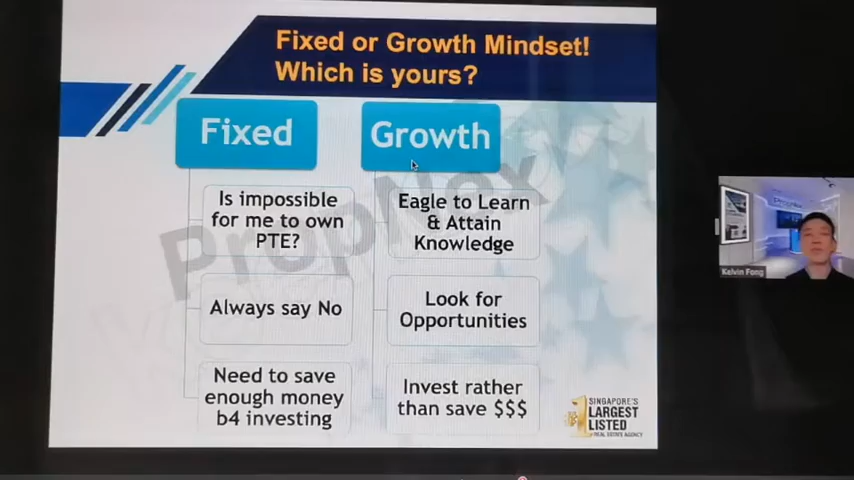 Fixed or Growth Mindset!
Which is yours?
Fixed
Growth
Is impossible
for me to own
PTE?
Always say No
Need to save
enough money
b4 investing
Eagle to Learn
& Attain
Knowledge
Look for
Opportunities
Invest rather
than save $$$
PropNex
#1
SINGAPORE'S
LARGEST
LISTED
REAL ESTATE AGENCY
Kelvin Fong